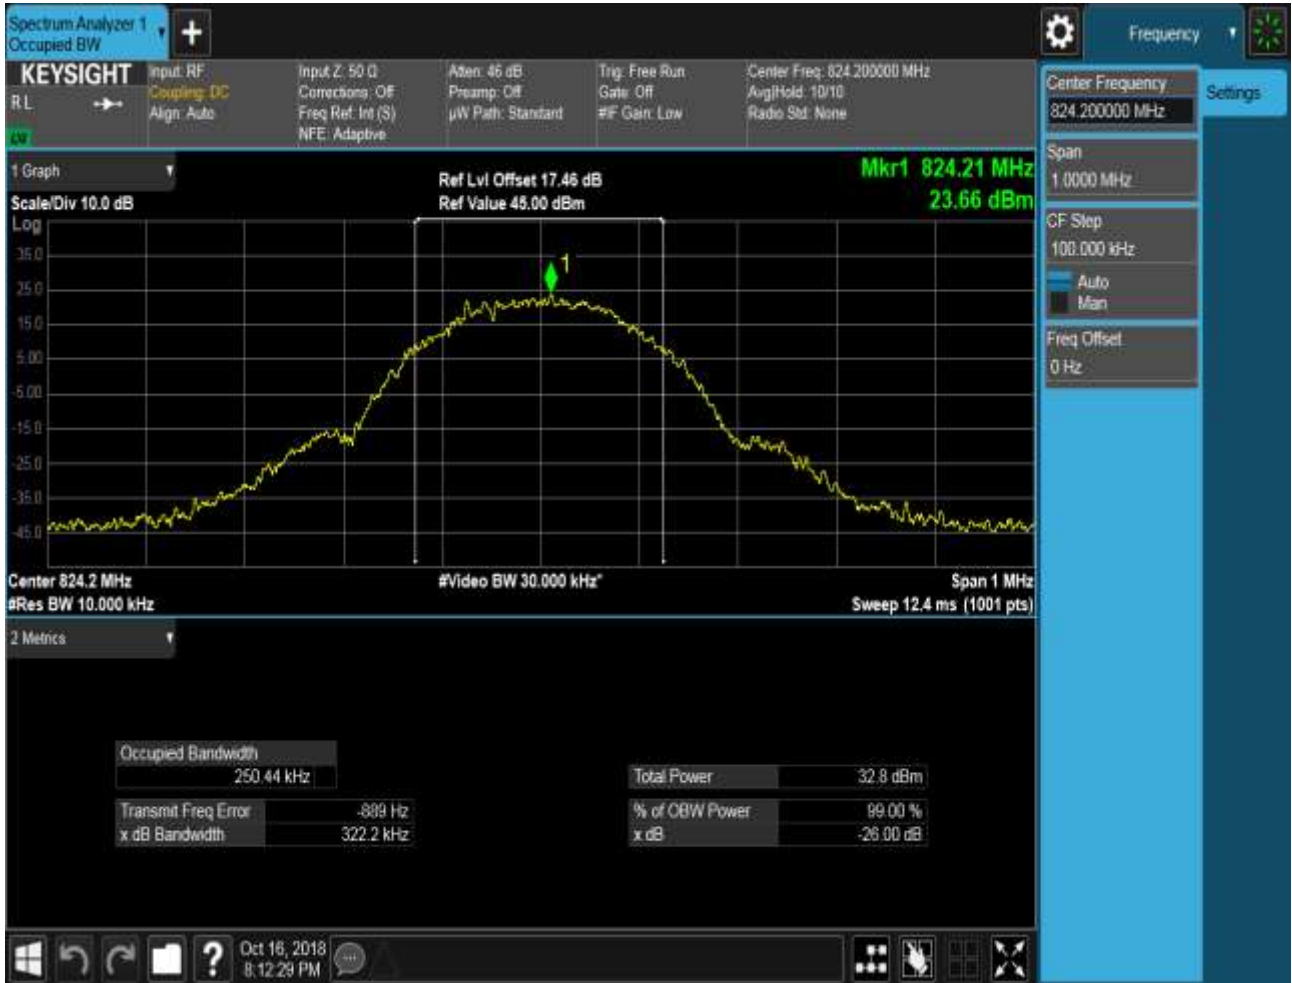 Spectrum Analyzer 1
Occupied BW
Frequency
KEYSIGHT
RL
Input: RF
Coupling: DC
Align: Auto
Input Z: 50 Ω
Corrections: Off
Freq Ref: Int (S)
NFE: Adaptive
Atten: 46 dB
Preamp: Off
µW Path: Standard
Trig: Free Run
Gate: Off
#IF Gain: Low
Center Freq: 824.200000 MHz
Avg|Hold: 10/10
Radio Std: None
LW
Center Frequency
824.200000 MHz
Settings
Span
1.0000 MHz
CF Step
100.000 kHz
Auto
Man
Freq Offset
0 Hz
1 Graph
Scale/Div 10.0 dB
Ref Lvl Offset 17.46 dB
Ref Value 45.00 dBm
Mkr1 824.21 MHz
23.66 dBm
Log
35.0
25.0
15.0
5.00
-5.00
-15.0
-25.0
-35.0
-45.0
1
Center 824.2 MHz
#Res BW 10.000 kHz
#Video BW 30.000 kHz*
Span 1 MHz
Sweep 12.4 ms (1001 pts)
2 Metrics
Occupied Bandwidth
250.44 kHz
Total Power 32.8 dBm
Transmit Freq Error -889 Hz
% of OBW Power 99.00 %
x dB Bandwidth 322.2 kHz
x dB -26.00 dB
?
Oct 16, 2018
8:12:29 PM